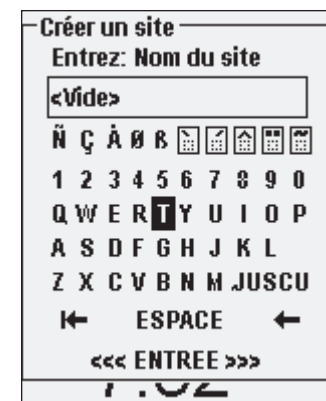 Créer un site
Entrez: Nom du site
<Vide>
Ñ Ç Å Ø ß
1 2 3 4 5 6 7 8 9 0
Q W E R T Y U I O P
A S D F G H J K L
Z X C V B N M JUSCU
ESPACE
<<< ENTREE >>>